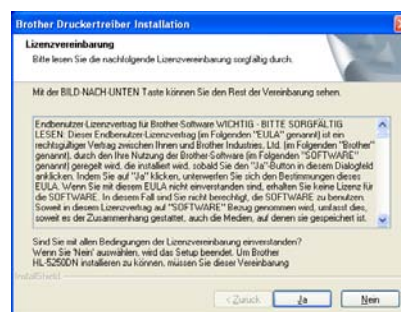 Brother Druckertreiber Installation
Lizenzvereinbarung
Bitte lesen Sie die nachfolgende Lizenzvereinbarung sorgfältig durch.
Mit der BILD-NACH-UNTEN Taste können Sie den Rest der Vereinbarung sehen.
Endbenutzer-Lizenzvertrag für Brother-Software WICHTIG - BITTE SORGFÄLTIG
LESEN: Dieser Endbenutzer-Lizenzvertrag (im Folgenden "EULA" genannt) ist ein
rechtsgültiger Vertrag zwischen Ihnen und Brother Industries, Ltd. (im Folgenden "Brother"
genannt), durch den Ihre Nutzung der Brother-Software (im Folgenden "SOFTWARE"
genannt) geregelt wird, die installiert wird, sobald Sie den "Ja"-Button in diesem Dialogfeld
anklicken. Indem Sie auf "Ja" klicken, unterwerfen Sie sich den Bestimmungen dieses
EULA. Wenn Sie mit diesem EULA nicht einverstanden sind, erhalten Sie keine Lizenz für
die SOFTWARE. In diesem Fall sind Sie nicht berechtigt, die SOFTWARE zu benutzen.
Soweit in diesem Lizenzvertrag auf "SOFTWARE" Bezug genommen wird, umfasst dies,
soweit es der Zusammenhang gestattet, auch die Medien, auf denen sie gespeichert ist.
Sind Sie mit allen Bedingungen der Lizenzvereinbarung einverstanden?
Wenn Sie 'Nein' auswählen, wird das Setup beendet. Um Brother
HL-5250DN installieren zu können, müssen Sie dieser Vereinbarung
InstallShield
< Zurück
Ja
Nein